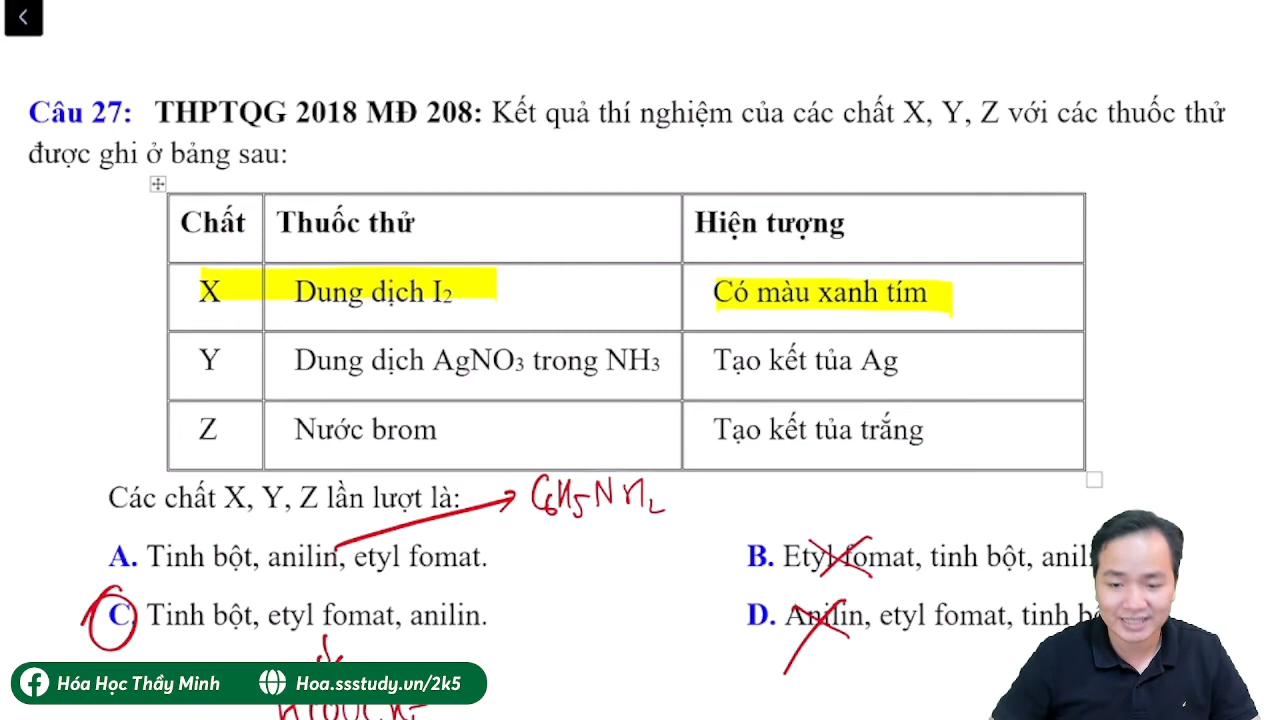 Câu 27: THPTQG 2018 MĐ 208: Kết quả thí nghiệm của các chất X, Y, Z với các thuốc thử
được ghi ở bảng sau:
Chất Thuốc thử Hiện tượng
X Dung dịch I2 Có màu xanh tím
Y Dung dịch AgNO3 trong NH3 Tạo kết tủa Ag
Z Nước brom Tạo kết tủa trắng
Các chất X, Y, Z lần lượt là: C6H5NH2
A. Tinh bột, anilin, etyl fomat. B. Etyl fomat, tinh bột,
C. Tinh bột, etyl fomat, anilin. D. Anilin, etyl fomat, tinh
Hóa Học Thầy Minh Hoa.ssstudy.vn/2k5